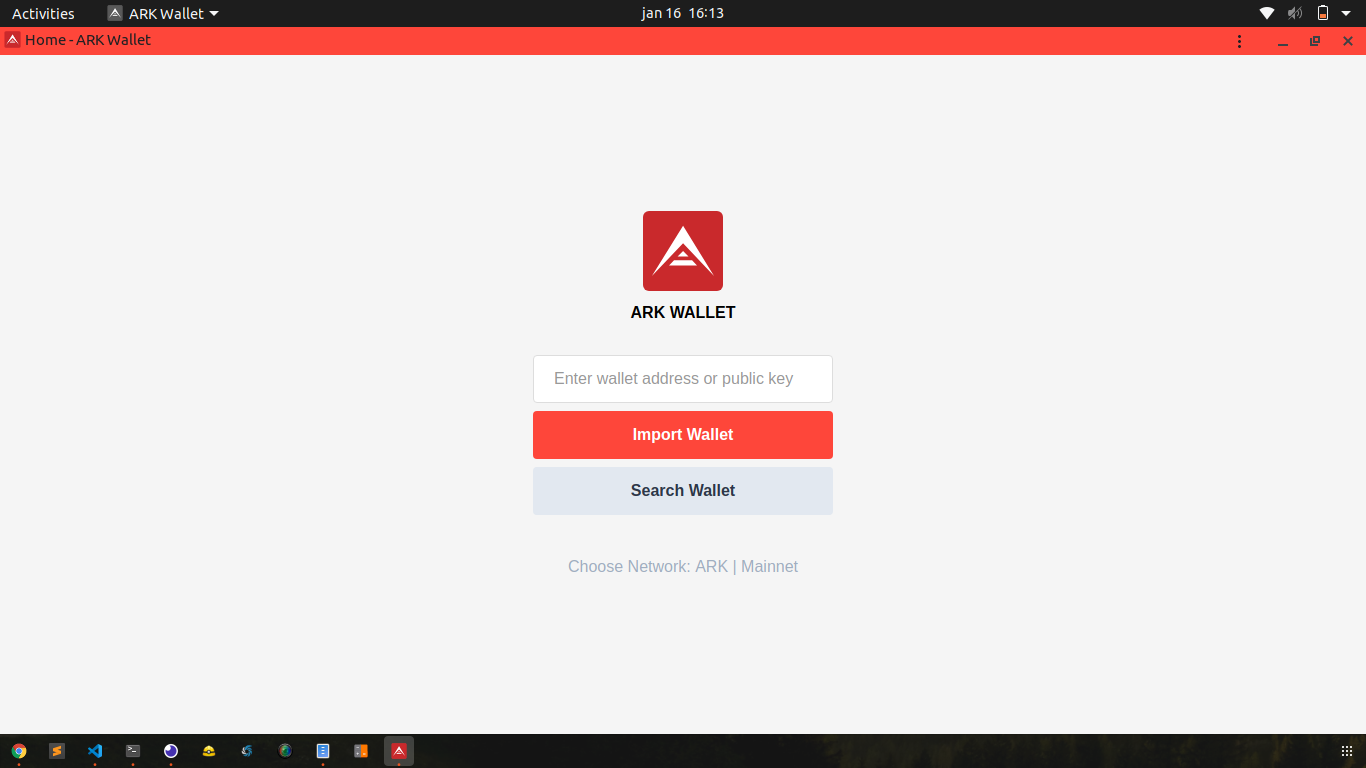 Activities
ARK Wallet
jan 16 16:13
Home - ARK Wallet
ARK WALLET
Enter wallet address or public key
Import Wallet
Search Wallet
Choose Network: ARK | Mainnet